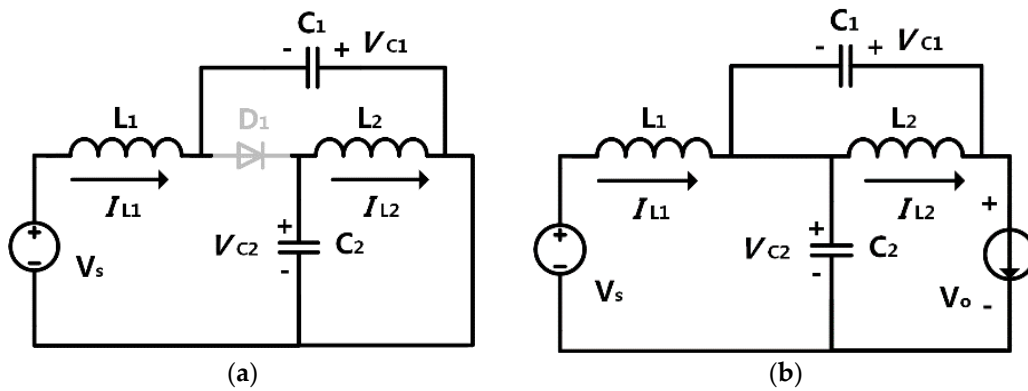 C1
- + VC1
L1
D1
L2
IL1
IL2
+
VC2
C2
-
+
-
Vs
(a)
C1
- + VC1
L1
L2
IL1
IL2
+
+
VC2
C2
-
+
-
Vs
Vo
-
(b)